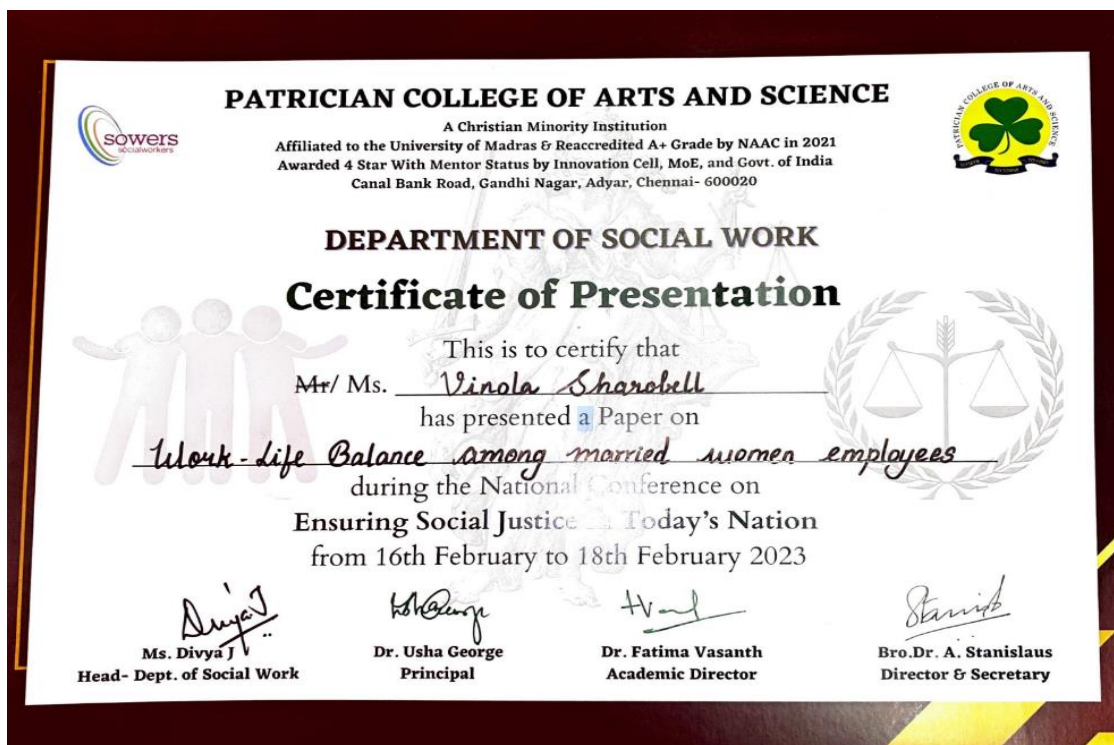 PATRICIAN COLLEGE OF ARTS AND SCIENCE
A Christian Minority Institution
Affiliated to the University of Madras & Reaccredited A+ Grade by NAAC in 2021
Awarded 4 Star With Mentor Status by Innovation Cell, MoE, and Govt. of India
Canal Bank Road, Gandhi Nagar, Adyar, Chennai- 600020
sowers
socialworkers
PATRICIAN COLLEGE OF ARTS AND SCIENCE
DEPARTMENT OF SOCIAL WORK
Certificate of Presentation
This is to certify that
Mr/ Ms. Vinola Sharobell
has presented a Paper on
Work-Life Balance among married women employees
during the National Conference on
Ensuring Social Justice in Today's Nation
from 16th February to 18th February 2023
Ms. Divya J
Head- Dept. of Social Work
Dr. Usha George
Principal
Dr. Fatima Vasanth
Academic Director
Bro.Dr. A. Stanislaus
Director & Secretary